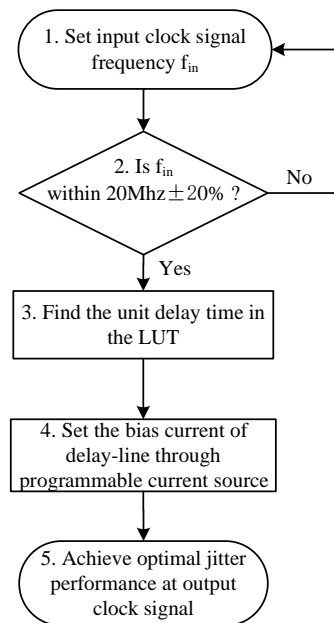 1. Set input clock signal
frequency fin
2. Is fin
within 20Mhz±20% ?
No
Yes
3. Find the unit delay time in
the LUT
4. Set the bias current of
delay-line through
programmable current source
5. Achieve optimal jitter
performance at output
clock signal